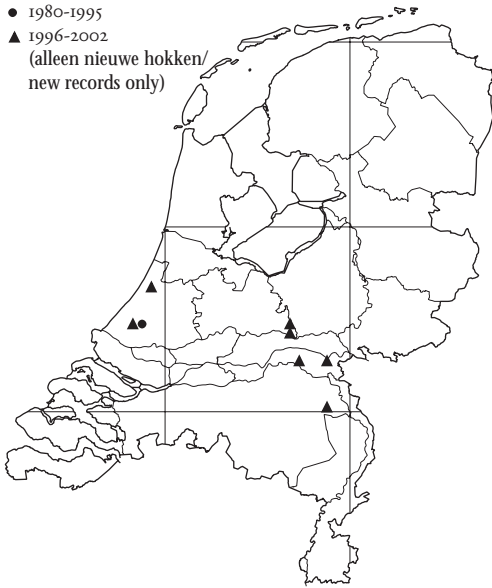 ● 1980-1995
▲ 1996-2002
(alleen nieuwe hokken/
new records only)